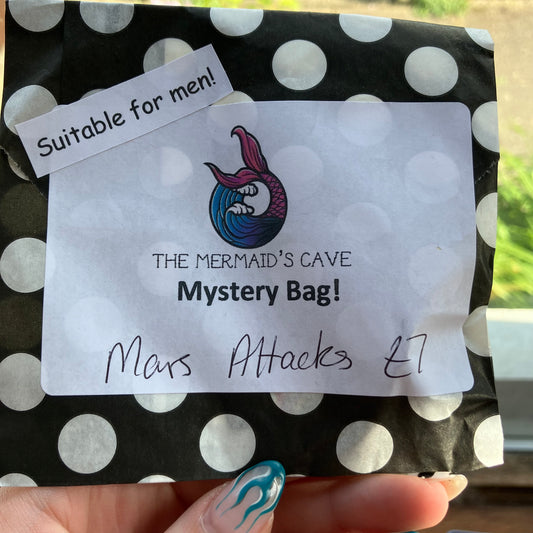 Suitable for men!
THE MERMAID'S CAVE
Mystery Bag!
Mars Attacks £7